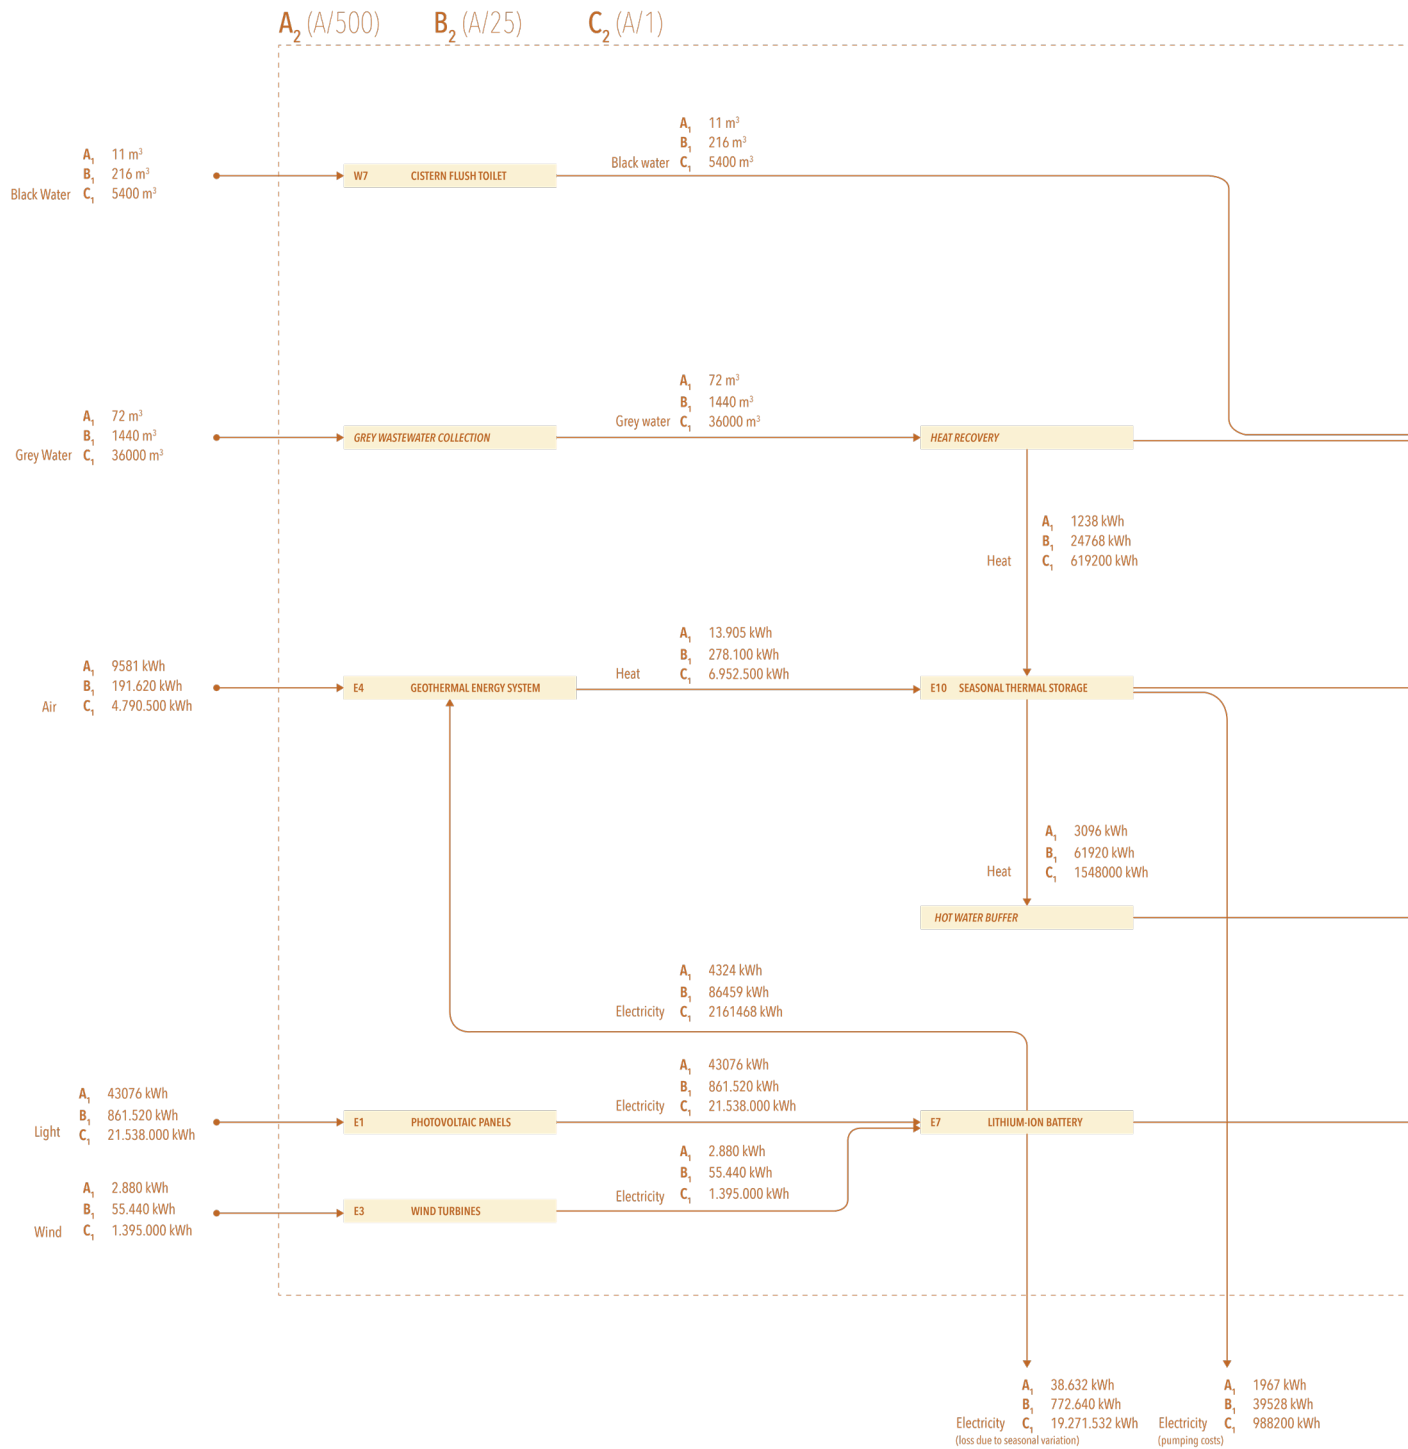 A2 (A/500) B2 (A/25) C2 (A/1)
A1 11 m³
B1 216 m³
Black water C1 5400 m³
A1 11 m³
B1 216 m³
Black Water C1 5400 m³
W7 CISTERN FLUSH TOILET
A1 72 m³
B1 1440 m³
Grey water C1 36000 m³
A1 72 m³
B1 1440 m³
Grey Water C1 36000 m³
GREY WASTEWATER COLLECTION
HEAT RECOVERY
A1 1238 kWh
B1 24768 kWh
Heat C1 619200 kWh
A1 13.905 kWh
B1 278.100 kWh
Heat C1 6.952.500 kWh
A1 9581 kWh
B1 191.620 kWh
Air C1 4.790.500 kWh
E4 GEOTHERMAL ENERGY SYSTEM
E10 SEASONAL THERMAL STORAGE
A1 3096 kWh
B1 61920 kWh
Heat C1 1548000 kWh
HOT WATER BUFFER
A1 4324 kWh
B1 86459 kWh
Electricity C1 2161468 kWh
A1 43076 kWh
B1 861.520 kWh
Electricity C1 21.538.000 kWh
A1 43076 kWh
B1 861.520 kWh
Light C1 21.538.000 kWh
E1 PHOTOVOLTAIC PANELS
E7 LITHIUM-ION BATTERY
A1 2.880 kWh
B1 55.440 kWh
Electricity C1 1.395.000 kWh
A1 2.880 kWh
B1 55.440 kWh
Wind C1 1.395.000 kWh
E3 WIND TURBINES
A1 38.632 kWh
B1 772.640 kWh
Electricity C1 19.271.532 kWh
(loss due to seasonal variation)
A1 1967 kWh
B1 39528 kWh
Electricity C1 988200 kWh
(pumping costs)